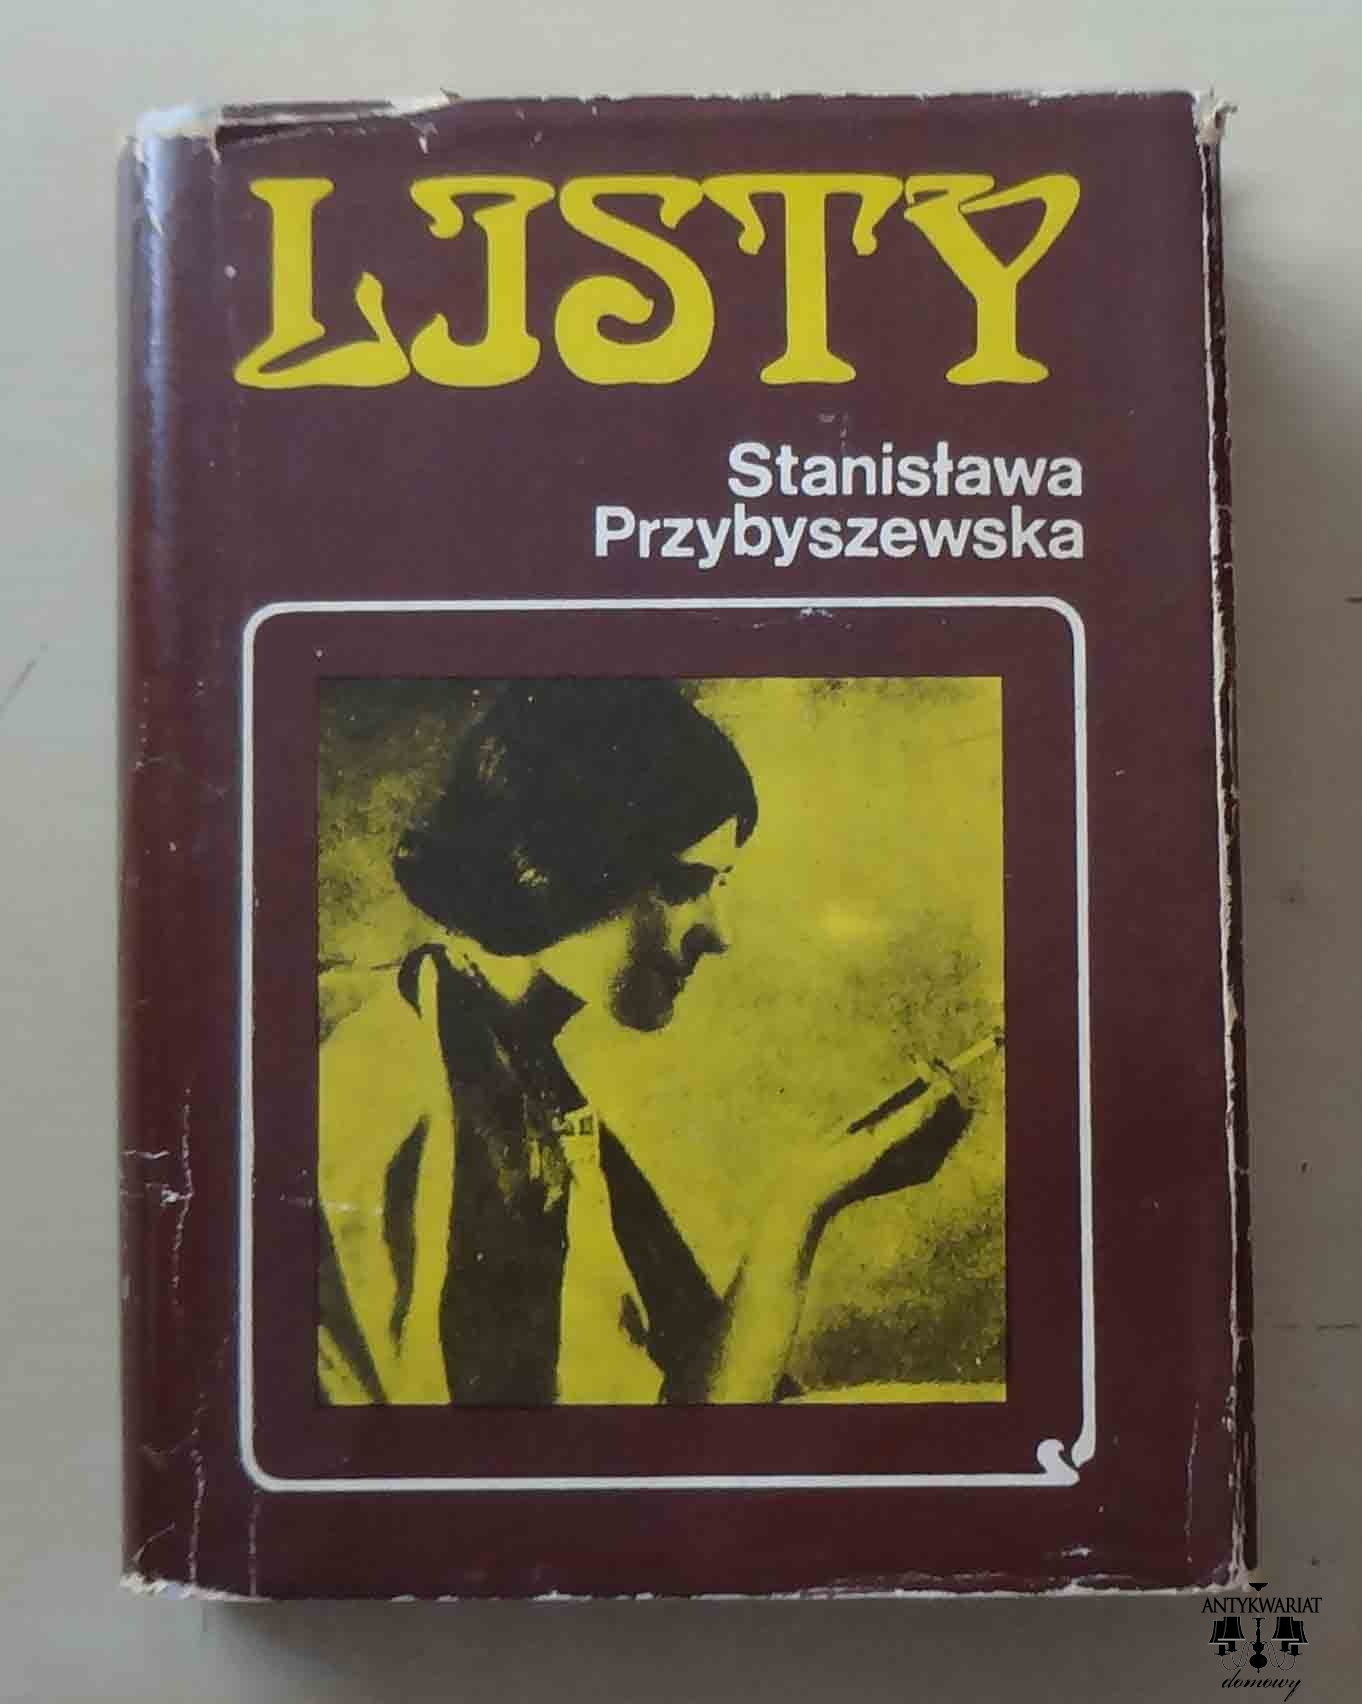 LISTY
Stanisława
Przybyszewska
ANTYKWARIAT
domowy